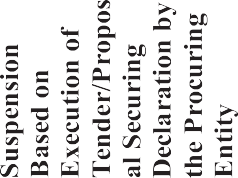 Suspension
Based on
Execution of
Tender/Propos
al Securing
Declaration by
the Procuring
Entity